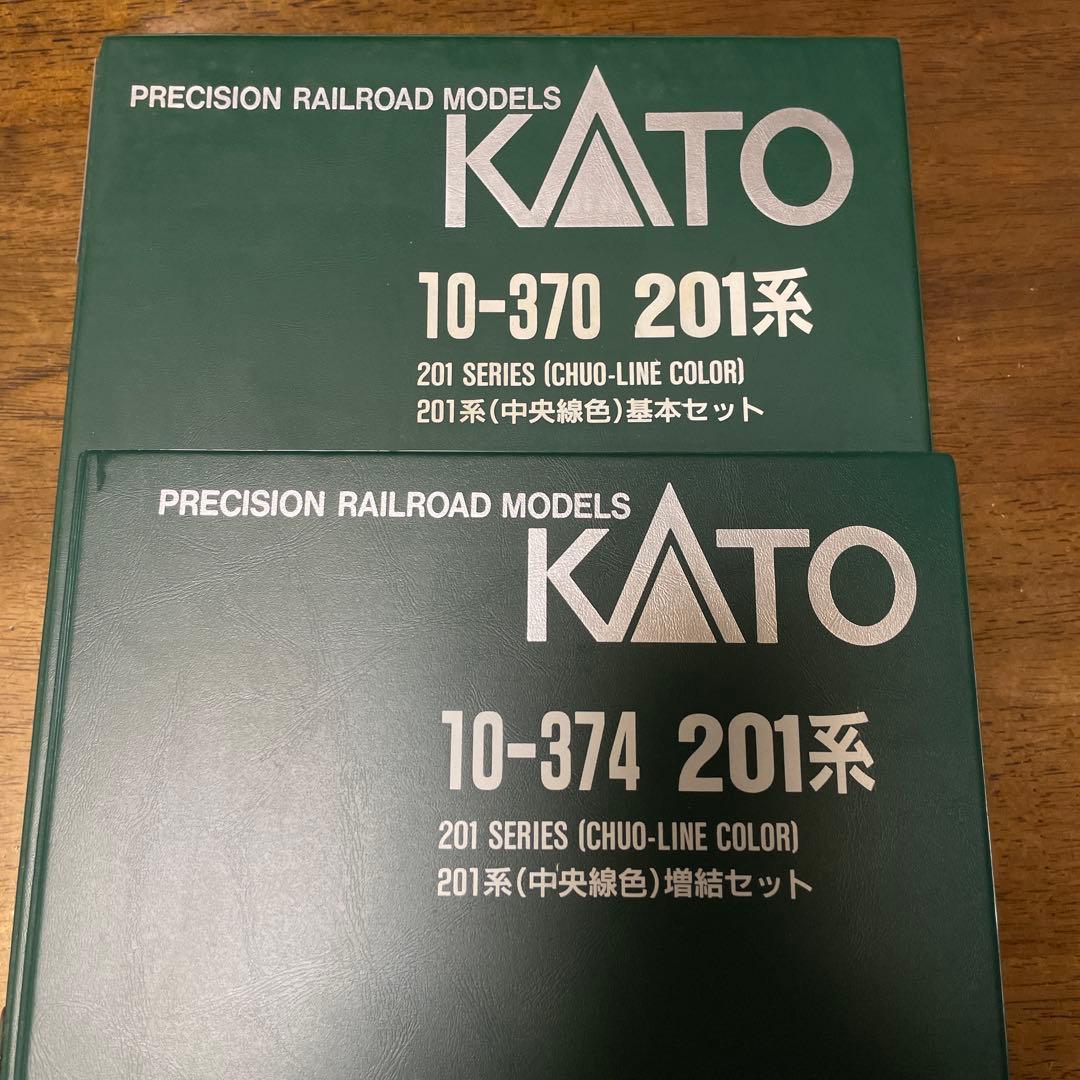 PRECISION RAILROAD MODELS
KATO
10-370 201系
201 SERIES (CHUO-LINE COLOR)
201系(中央線色)基本セット
PRECISION RAILROAD MODELS
KATO
10-374 201系
201 SERIES (CHUO-LINE COLOR)
201系(中央線色)増結セット